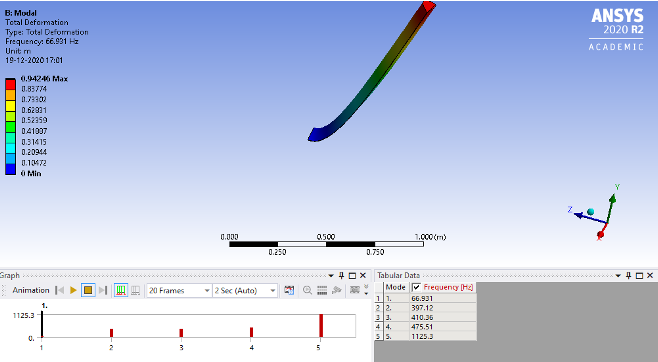 B: Modal
Total Deformation
Type: Total Deformation
Frequency: 66.931 Hz
Unit: m
19-12-2020 17:01
0.94246 Max
0.83774
0.73302
0.62831
0.52359
0.41887
0.31415
0.20944
0.10472
0 Min
ANSYS
2020 R2
ACADEMIC
Y
Z
X
0.000 0.500 1.000 (m)
0.250 0.750
Graph
Animation 20 Frames 2 Sec (Auto)
1.
1125.3
0.
1 2 3 4 5
Tabular Data
Mode Frequency [Hz]
1 1. 66.931
2 2. 397.12
3 3. 410.36
4 4. 475.51
5 5. 1125.3